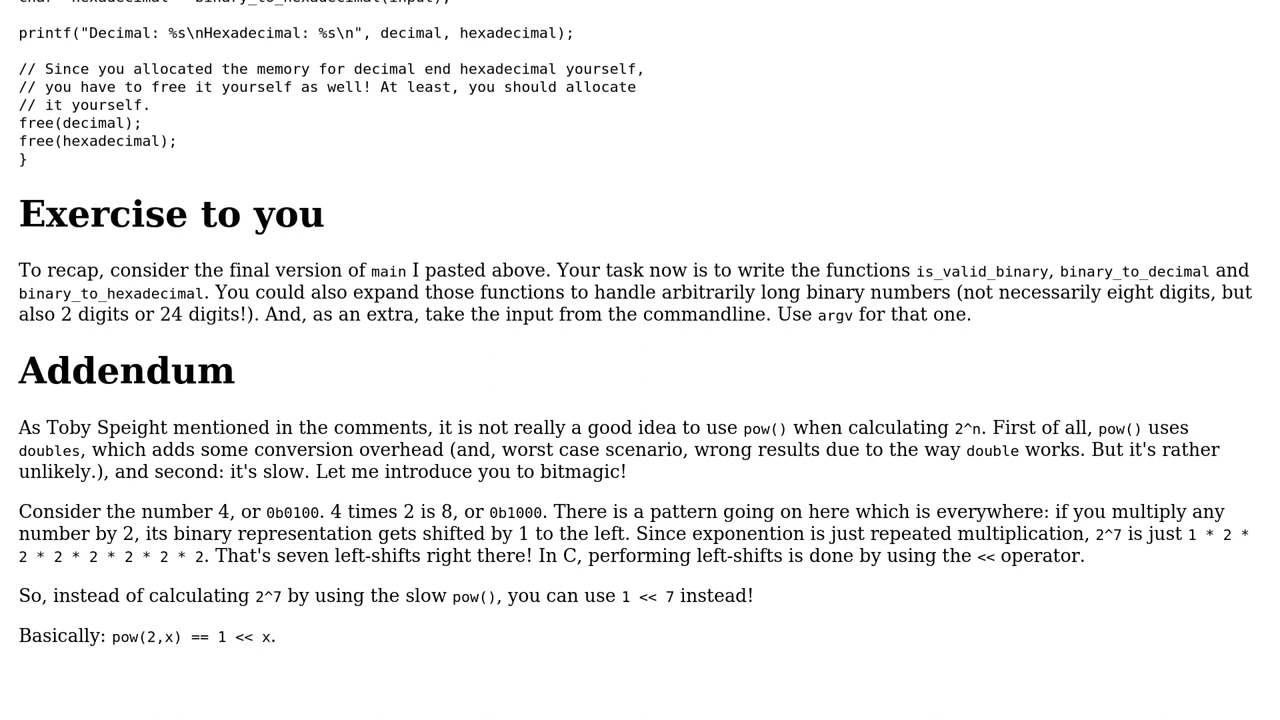 char *hexadecimal = binary_to_hexadecimal(input);
printf("Decimal: %s\nHexadecimal: %s\n", decimal, hexadecimal);
// Since you allocated the memory for decimal end hexadecimal yourself,
// you have to free it yourself as well! At least, you should allocate
// it yourself.
free(decimal);
free(hexadecimal);
}
Exercise to you
To recap, consider the final version of main I pasted above. Your task now is to write the functions is_valid_binary, binary_to_decimal and
binary_to_hexadecimal. You could also expand those functions to handle arbitrarily long binary numbers (not necessarily eight digits, but
also 2 digits or 24 digits!). And, as an extra, take the input from the commandline. Use argv for that one.
Addendum
As Toby Speight mentioned in the comments, it is not really a good idea to use pow() when calculating 2^n. First of all, pow() uses
doubles, which adds some conversion overhead (and, worst case scenario, wrong results due to the way double works. But it's rather
unlikely.), and second: it's slow. Let me introduce you to bitmagic!
Consider the number 4, or 0b0100. 4 times 2 is 8, or 0b1000. There is a pattern going on here which is everywhere: if you multiply any
number by 2, its binary representation gets shifted by 1 to the left. Since exponention is just repeated multiplication, 2^7 is just 1 * 2 *
2 * 2 * 2 * 2 * 2 * 2. That's seven left-shifts right there! In C, performing left-shifts is done by using the << operator.
So, instead of calculating 2^7 by using the slow pow(), you can use 1 << 7 instead!
Basically: pow(2,x) == 1 << x.